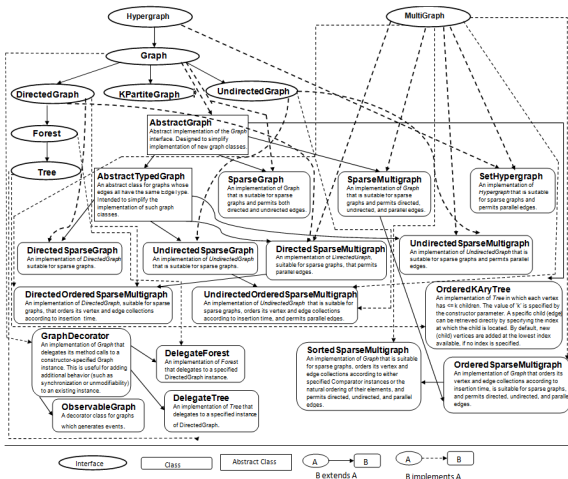 Hypergraph
MultiGraph
Graph
DirectedGraph
KPartiteGraph
UndirectedGraph
AbstractGraph
Abstract implementation of the Graph
interface. Designed to simplify
implementation of new graph classes.
Forest
Tree
AbstractTypedGraph
An abstract class for graphs whose
edges all have the same Edge type.
Intended to simplify the
implementation of such graph
classes.
SparseGraph
An implementation of Graph
that is suitable for sparse
graphs and permits both
directed and undirected edges.
SparseMultigraph
An implementation of Graph
that is suitable for sparse
graphs and permits directed,
undirected, and parallel edges.
SetHypergraph
An implementation of
Hypergraph that is suitable
for sparse graphs and
permits parallel edges.
DirectedSparseGraph
An implementation of DirectedGraph
suitable for sparse graphs.
UndirectedSparseGraph
An implementation of UndirectedGraph
that is suitable for sparse graphs.
DirectedSparseMultigraph
An implementation of DirectedGraph,
suitable for sparse graphs, that permits
parallel edges.
UndirectedSparseMultigraph
An implementation of UndirectedGraph that is
suitable for sparse graphs and permits parallel
edges.
DirectedOrderedSparseMultigraph
An implementation of DirectedGraph, suitable for sparse
graphs, that orders its vertex and edge collections
according to insertion time.
UndirectedOrderedSparseMultigraph
An implementation of UndirectedGraph that is suitable for
sparse graphs, orders its vertex and edge collections
according to insertion time, and permits parallel edges.
OrderedKAryTree
An implementation of Tree in which each vertex
has <= k children. The value of 'k' is specified by
the constructor parameter. A specific child (edge)
can be retrieved directly by specifying the index
at which the child is located. By default, new
(child) vertices are added at the lowest index
available, if no index is specified.
GraphDecorator
An implementation of Graph that
delegates its method calls to a
constructor-specified Graph
instance. This is useful for adding
additional behavior (such as
synchronization or unmodifiability) to
an existing instance.
DelegateForest
An implementation of Forest
that delegates to a specified
DirectedGraph instance.
Sorted SparseMultigraph
An implementation of Graph that is suitable
for sparse graphs, orders its vertex and
edge collections according to either
specified Comparator instances or the
natural ordering of their elements, and
permits directed, undirected, and parallel
edges.
Ordered SparseMultigraph
An implementation of Graph that orders its
vertex and edge collections according to
insertion time, is suitable for sparse graphs,
and permits directed, undirected, and parallel
edges.
ObservableGraph
A decorator class for graphs
which generates events.
DelegateTree
An implementation of Tree that
delegates to a specified instance
of DirectedGraph.
Interface
Class
Abstract Class
A
B
B extends A
A
B
B implements A